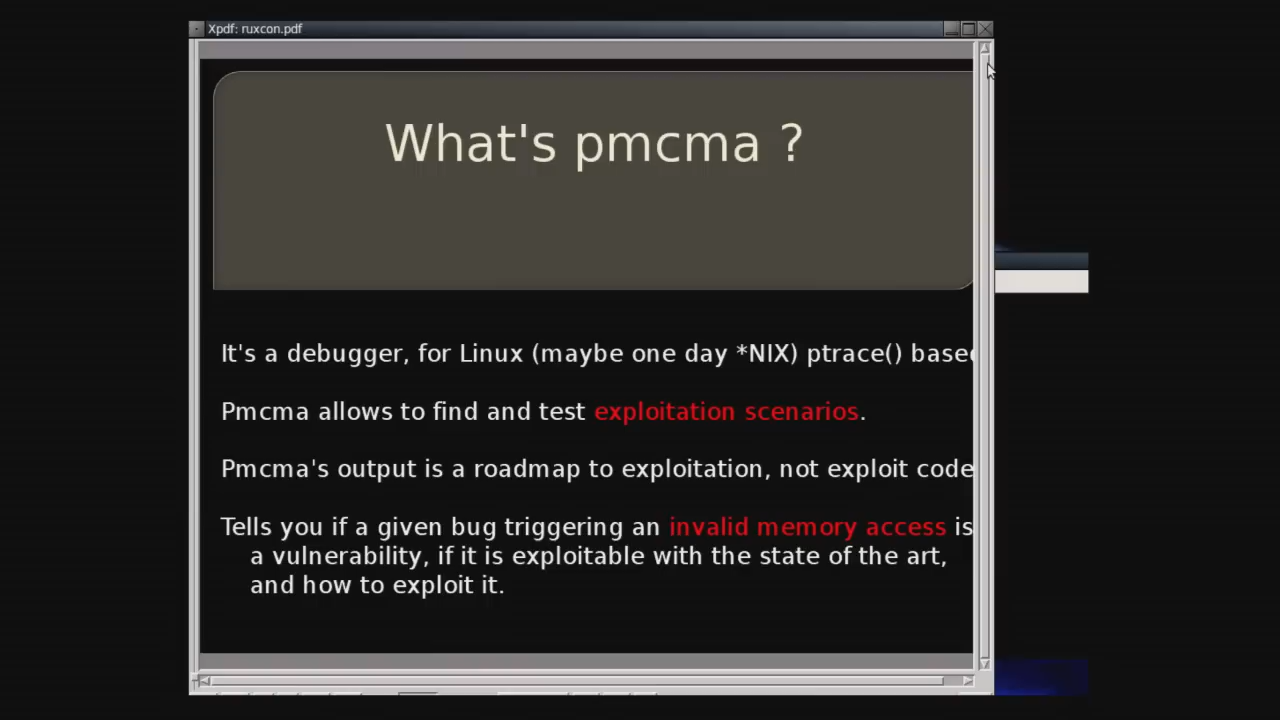 Xpdf: ruxcon.pdf
What's pmcma ?
It's a debugger, for Linux (maybe one day *NIX) ptrace() based
Pmcma allows to find and test exploitation scenarios.
Pmcma's output is a roadmap to exploitation, not exploit code
Tells you if a given bug triggering an invalid memory access is
a vulnerability, if it is exploitable with the state of the art,
and how to exploit it.